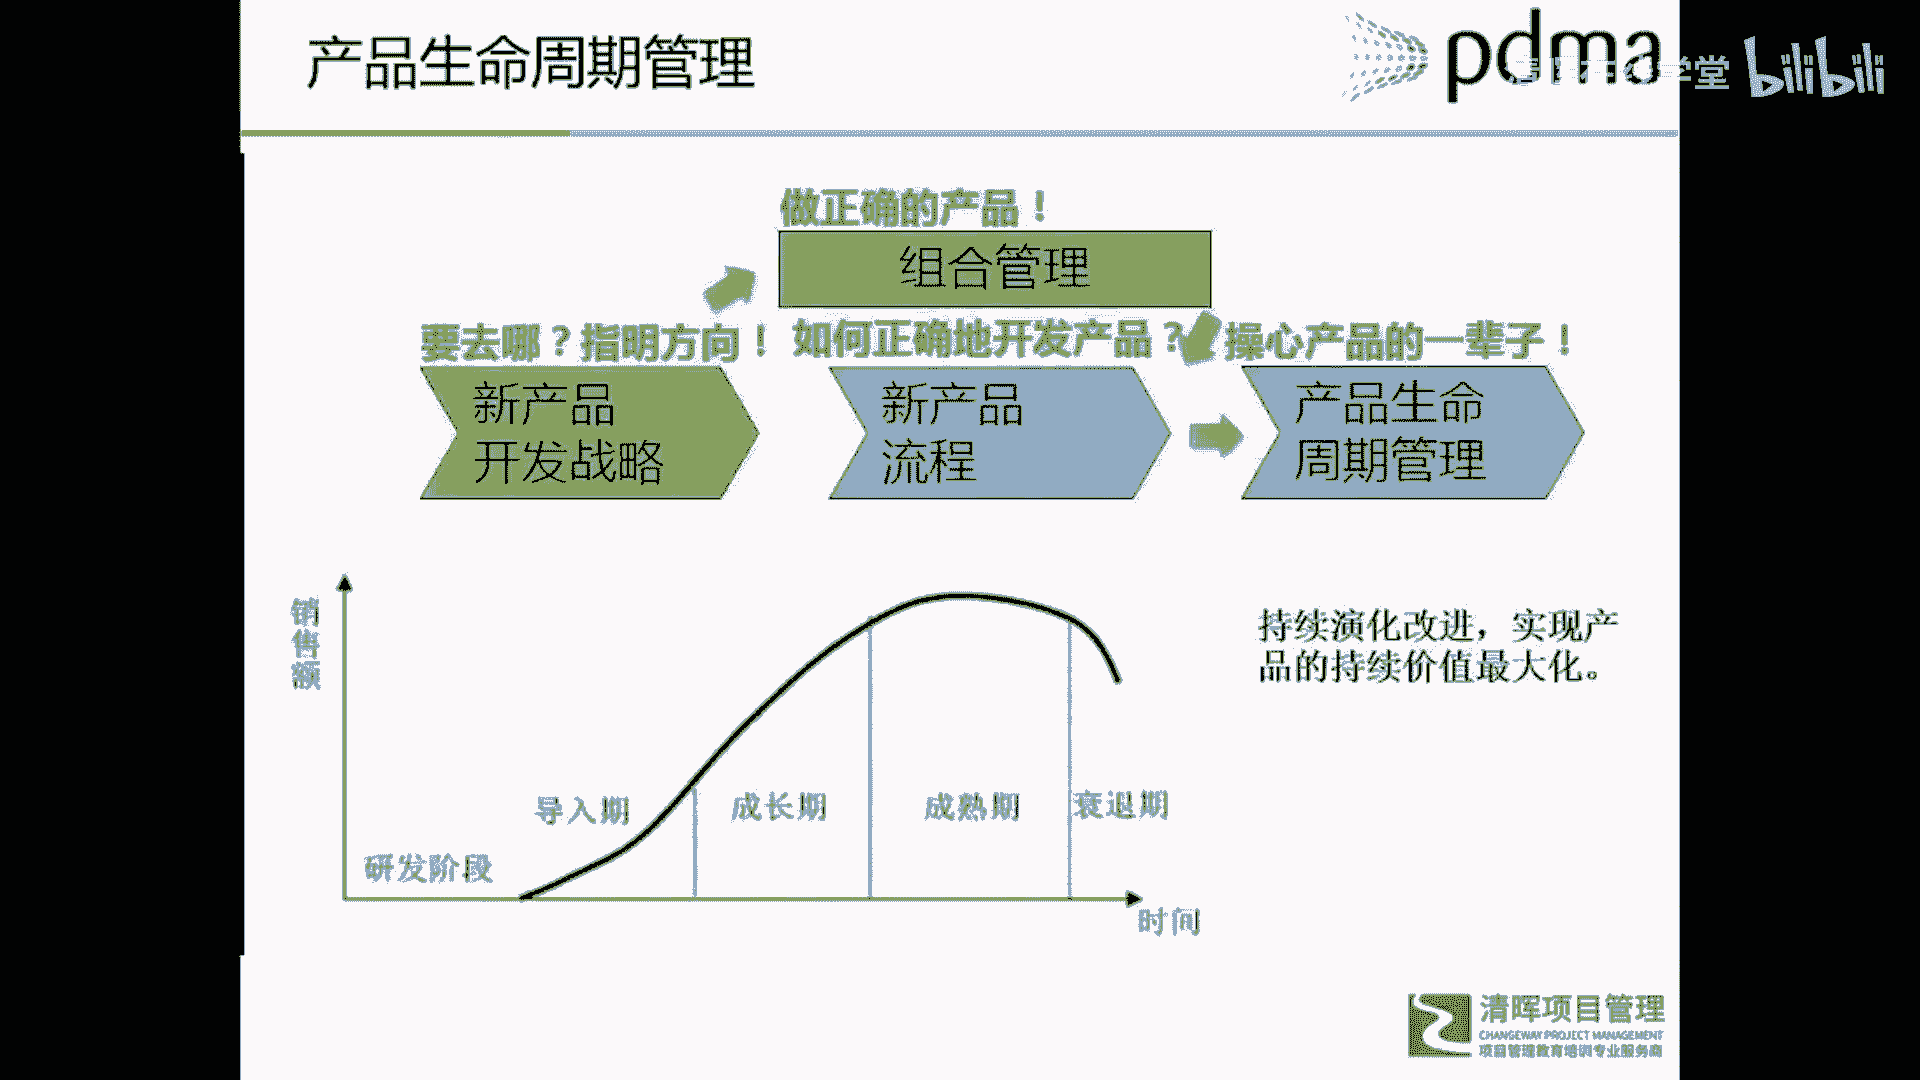 产品生命周期管理
pdma
学堂 bilibili
做正确的产品！
组合管理
要去哪？指明方向！
如何正确地开发产品？
操心产品的一辈子！
新产品
开发战略
新产品
流程
产品生命
周期管理
销售额
导入期
成长期
成熟期
衰退期
研发阶段
时间
持续演化改进，实现产
品的持续价值最大化。
清晖项目管理
CHANGEWAY PROJECT MANAGEMENT
项目管理教育培训专业服务商